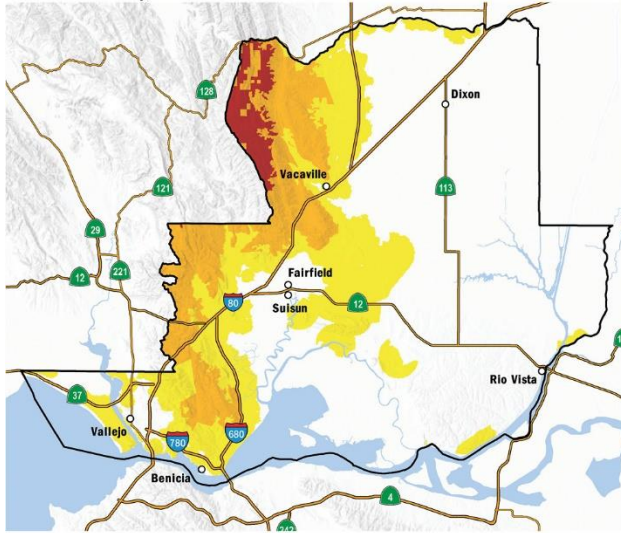 128
Dixon
121
Vacaville
113
29
221
12
Fairfield
80
Suisun
12
Rio Vista
37
Vallejo
780
680
Benicia
4